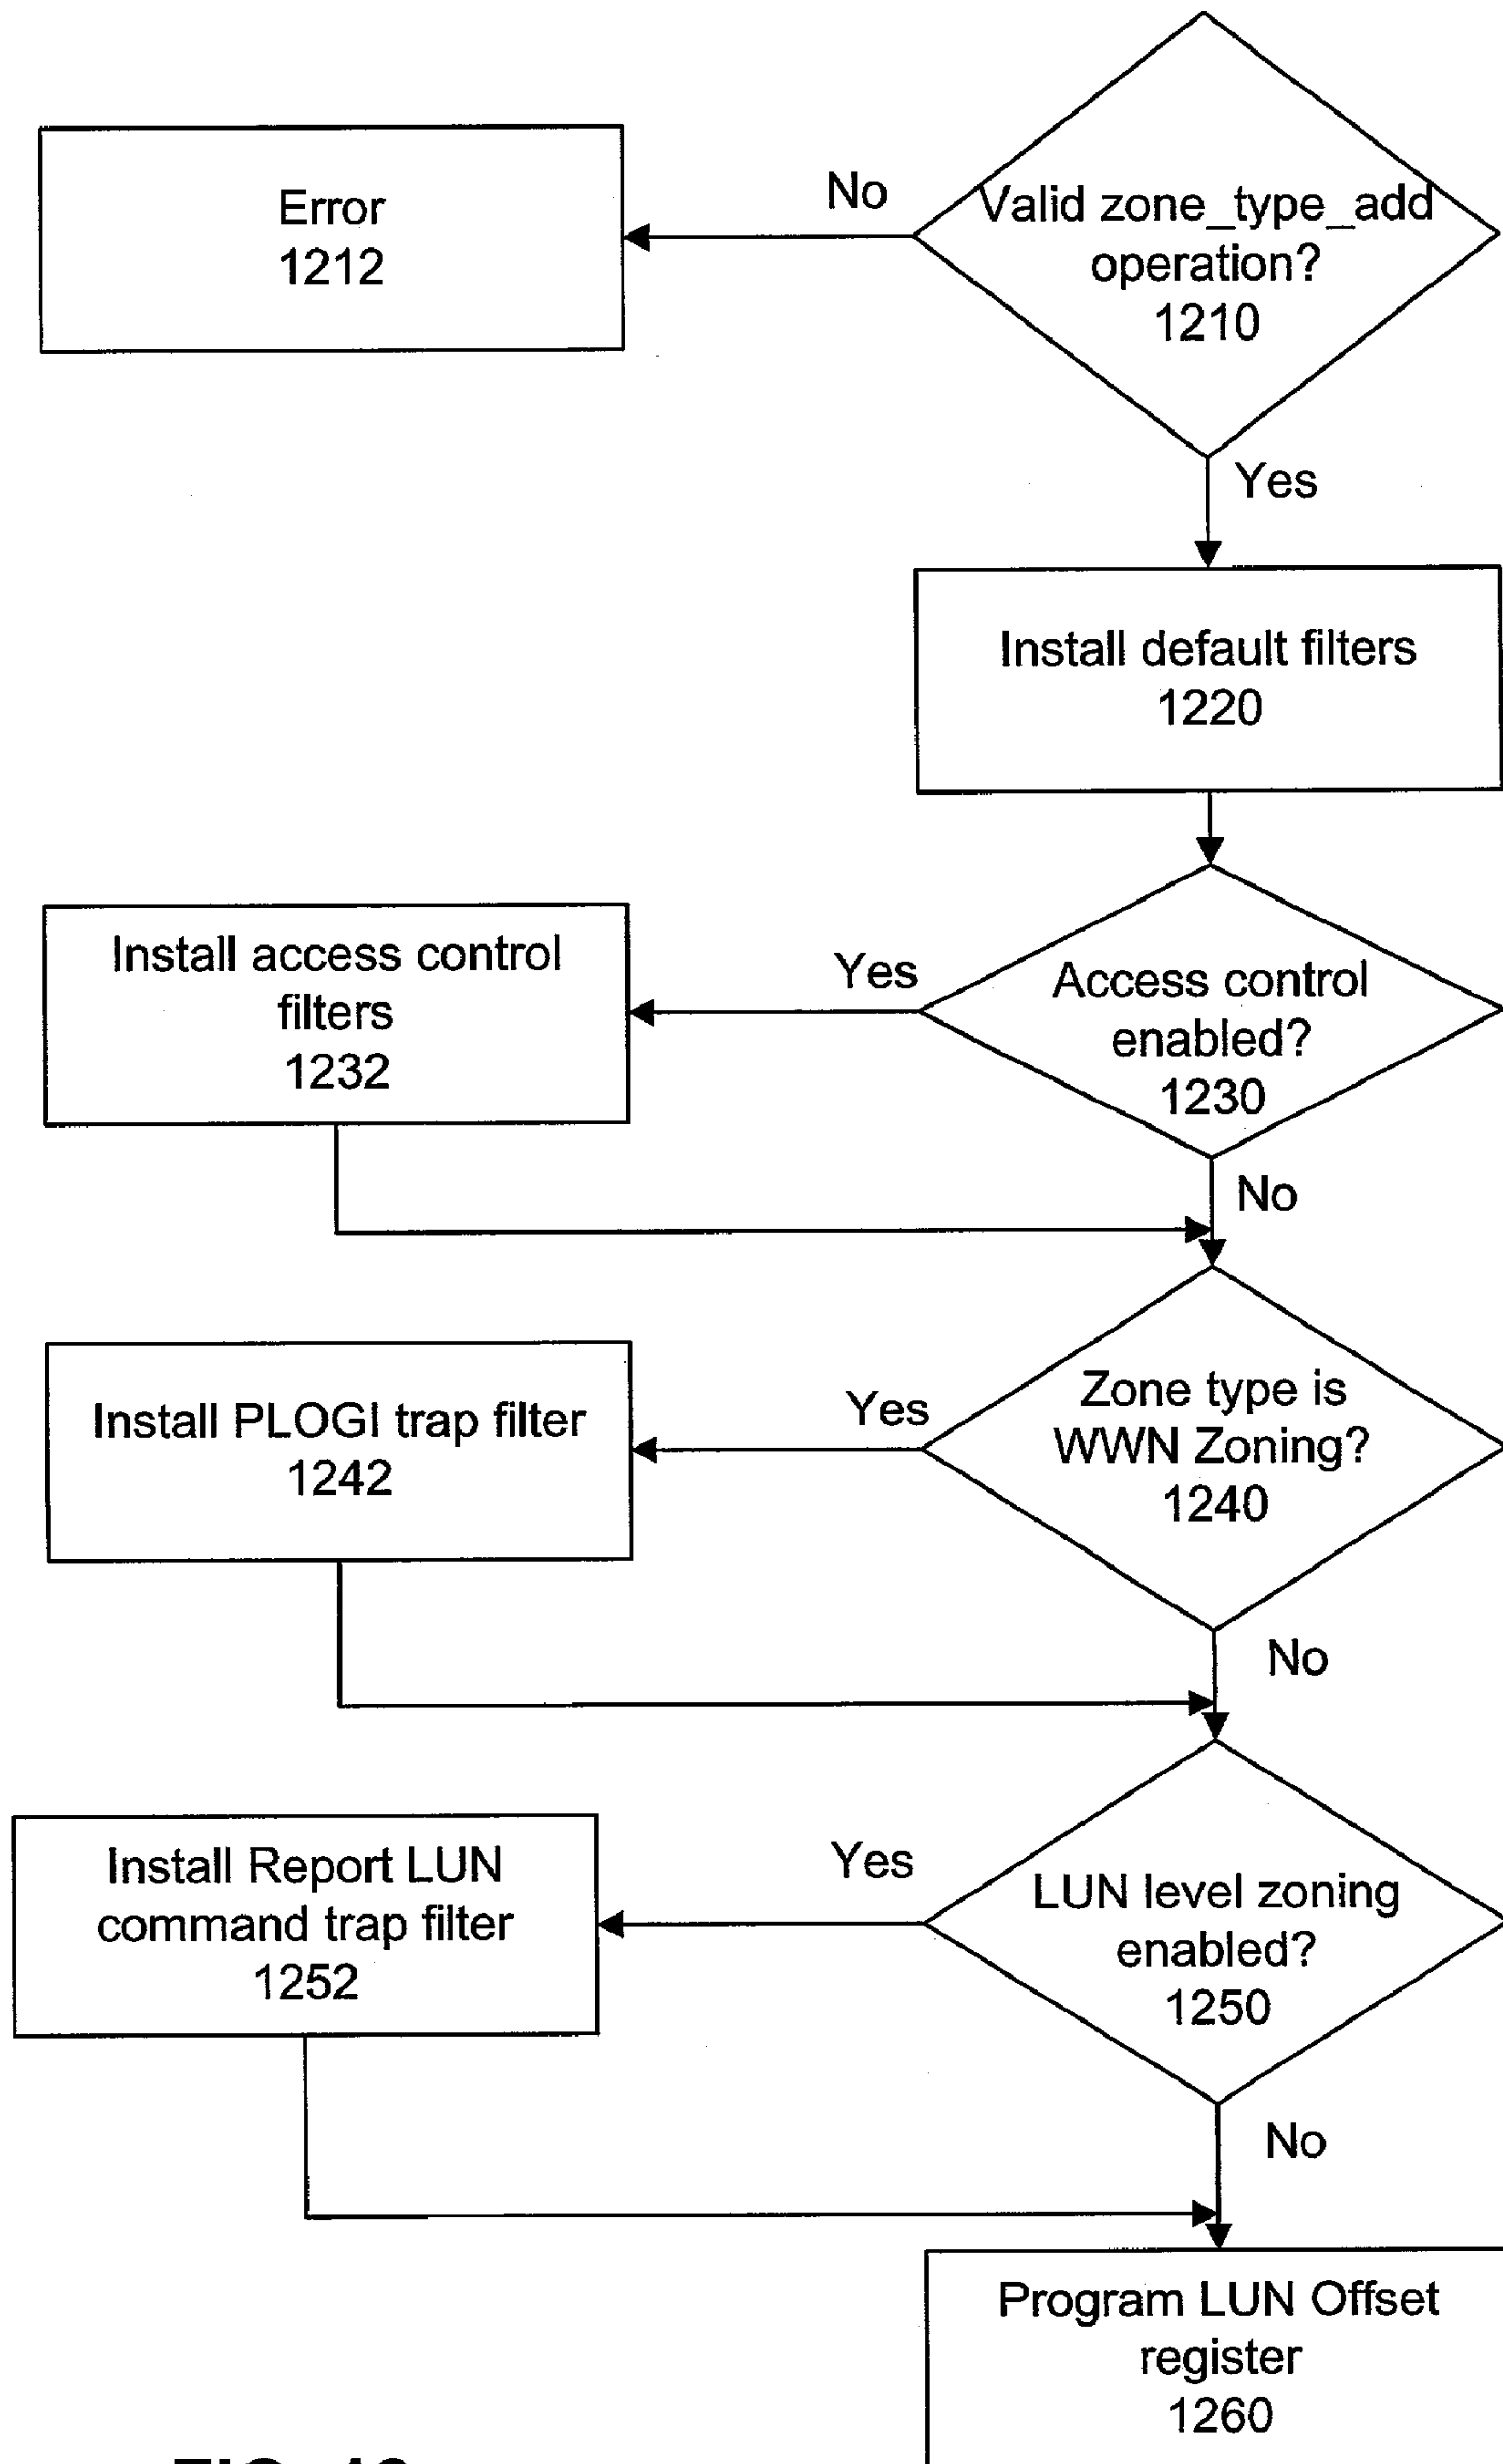 Valid zone_type_add
operation?
1210
No
Error
1212
Yes
Install default filters
1220
Access control
enabled?
1230
Yes
Install access control
filters
1232
No
Zone type is
WWN Zoning?
1240
Yes
Install PLOGI trap filter
1242
No
LUN level zoning
enabled?
1250
Yes
Install Report LUN
command trap filter
1252
No
Program LUN Offset
register
1260